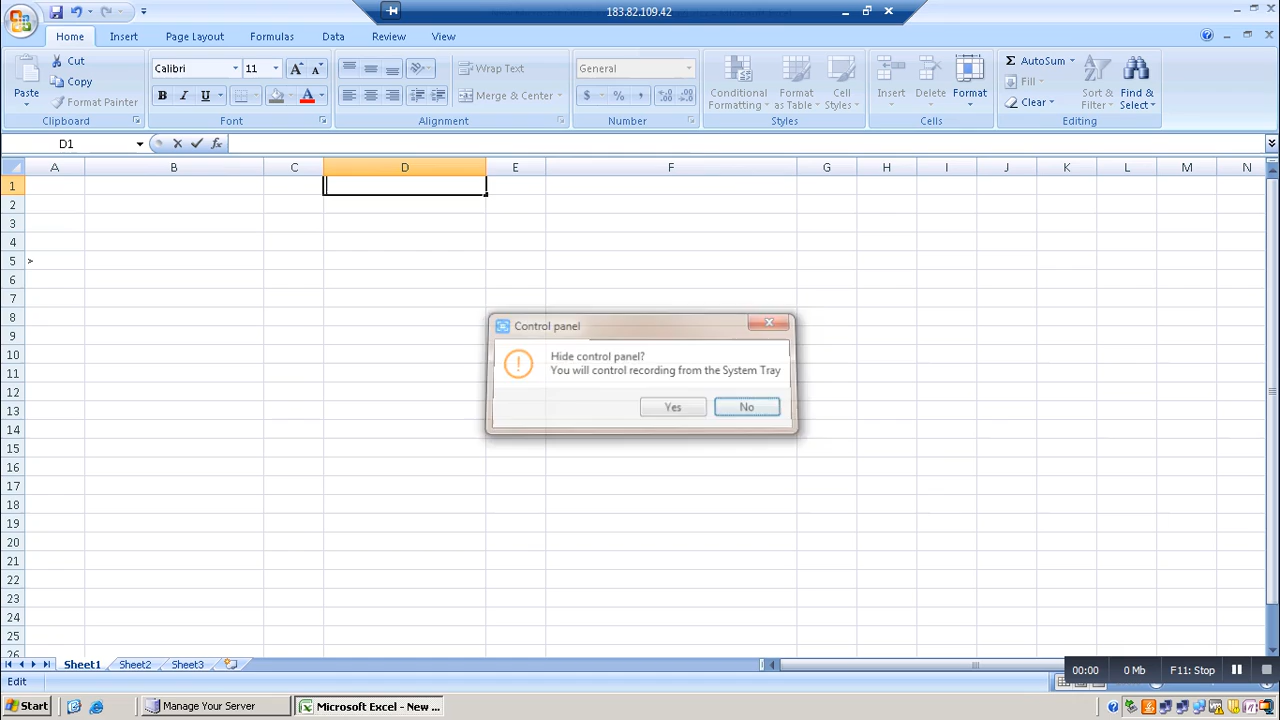 183.82.109.42
Home Insert Page Layout Formulas Data Review View
Paste
Cut
Copy
Format Painter
Clipboard
Calibri 11
B I U
Font
Wrap Text
Merge & Center
Alignment
General
$ % ,
Number
Conditional Formatting
Format as Table
Cell Styles
Styles
Insert
Delete
Format
Cells
Σ AutoSum
Fill
Clear
Sort & Filter
Find & Select
Editing
D1
fx
A B C D E F G H I J K L M N
1
2
3
4
5 >
6
7
8
9
10
11
12
13
14
15
16
17
18
19
20
21
22
23
24
25
26
Control panel
Hide control panel?
You will control recording from the System Tray
Yes No
Sheet1 Sheet2 Sheet3
00:00 0 Mb F11: Stop
Edit
Start
Manage Your Server
Microsoft Excel - New ...